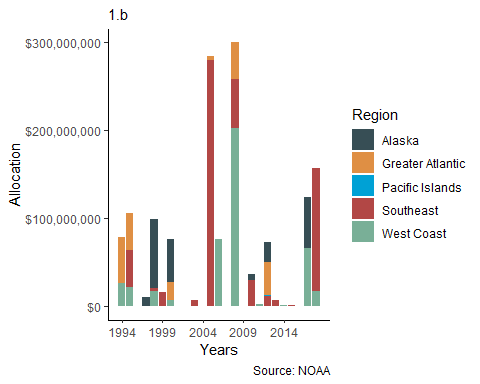 1.b
$300,000,000
$200,000,000
$100,000,000
$0
Allocation
1994 1999 2004 2009 2014
Years
Region
Alaska
Greater Atlantic
Pacific Islands
Southeast
West Coast
Source: NOAA